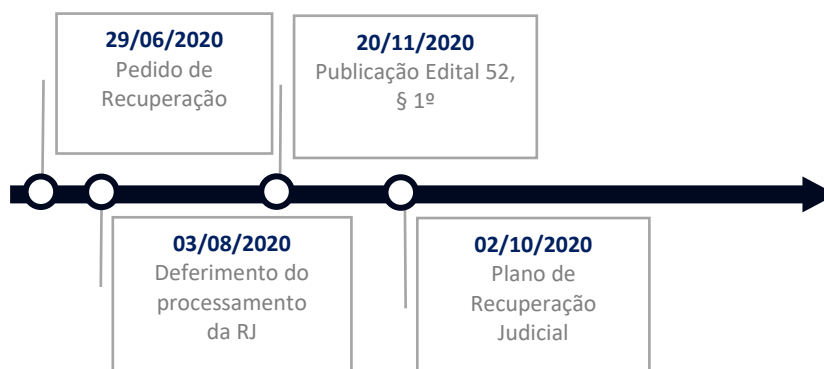 29/06/2020
Pedido de
Recuperação
20/11/2020
Publicação Edital 52,
§ 1º
03/08/2020
Deferimento do
processamento
da RJ
02/10/2020
Plano de
Recuperação
Judicial